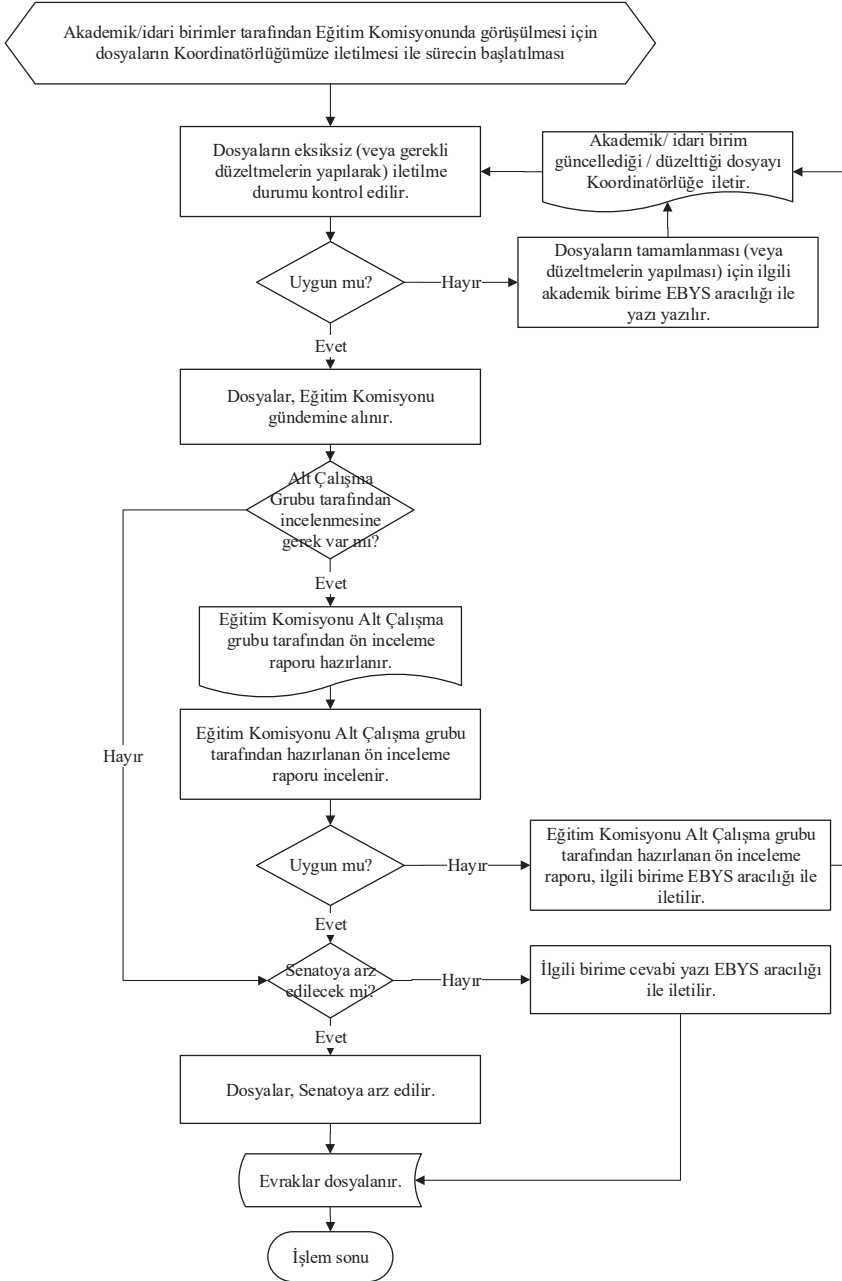 Akademik/idari birimler tarafından Eğitim Komisyonunda görüşülmesi için
dosyaların Koordinatörlüğümüze iletilmesi ile sürecin başlatılması
Dosyaların eksiksiz (veya gerekli
düzeltmelerin yapılarak) iletilme
durumu kontrol edilir.
Akademik/ idari birim
güncellediği / düzelttiği dosyayı
Koordinatörlüğe iletir.
Uygun mu?
Hayır
Dosyaların tamamlanması (veya
düzeltmelerin yapılması) için ilgili
akademik birime EBYS aracılığı ile
yazı yazılır.
Evet
Dosyalar, Eğitim Komisyonu
gündemine alınır.
Alt Çalışma
Grubu tarafından
incelenmesine
gerek var mı?
Evet
Eğitim Komisyonu Alt Çalışma
grubu tarafından ön inceleme
raporu hazırlanır.
Hayır
Eğitim Komisyonu Alt Çalışma grubu
tarafından hazırlanan ön inceleme
raporu incelenir.
Uygun mu?
Hayır
Eğitim Komisyonu Alt Çalışma grubu
tarafından hazırlanan ön inceleme
raporu, ilgili birime EBYS aracılığı ile
iletilir.
Evet
Senatoya arz
edilecek mi?
Hayır
İlgili birime cevabi yazı EBYS aracılığı
ile iletilir.
Evet
Dosyalar, Senatoya arz edilir.
Evraklar dosyalanır.
İşlem sonu